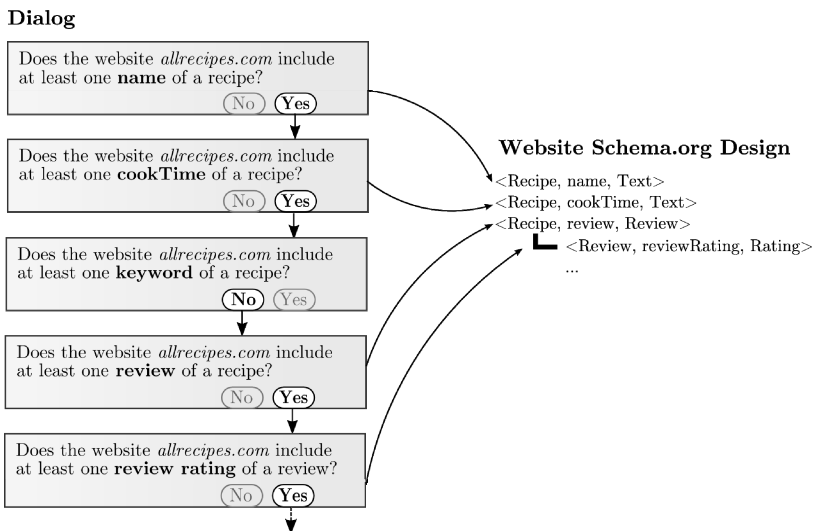 Dialog
Does the website allrecipes.com include
at least one name of a recipe?
No Yes
Does the website allrecipes.com include
at least one cookTime of a recipe?
No Yes
Does the website allrecipes.com include
at least one keyword of a recipe?
No Yes
Does the website allrecipes.com include
at least one review of a recipe?
No Yes
Does the website allrecipes.com include
at least one review rating of a review?
No Yes
Website Schema.org Design
<Recipe, name, Text>
<Recipe, cookTime, Text>
<Recipe, review, Review>
<Review, reviewRating, Rating>
...